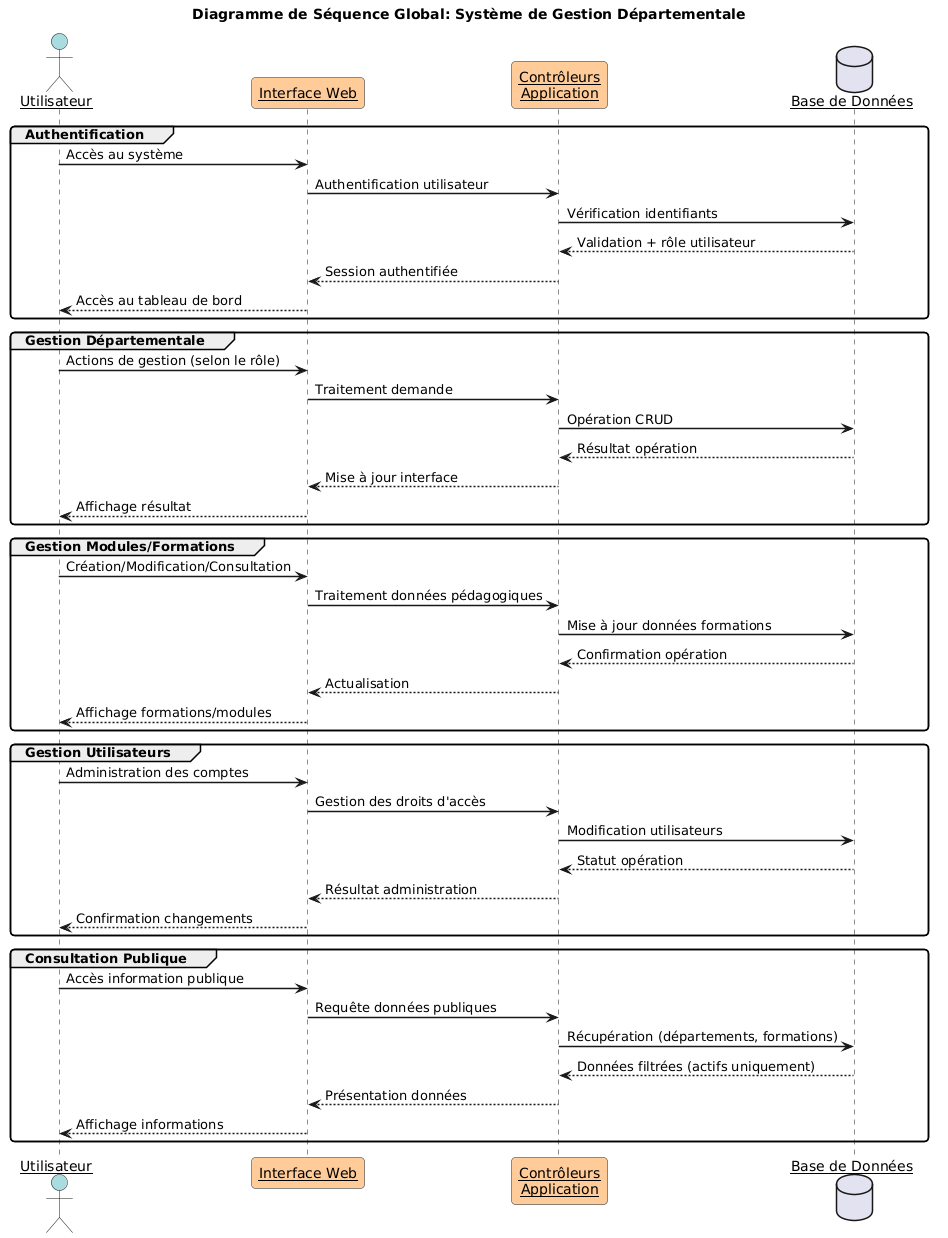 Diagramme de Séquence Global: Système de Gestion Départementale
Utilisateur
Interface Web
Contrôleurs
Application
Base de Données
Authentification
Accès au système
Authentification utilisateur
Vérification identifiants
Validation + rôle utilisateur
Session authentifiée
Accès au tableau de bord
Gestion Départementale
Actions de gestion (selon le rôle)
Traitement demande
Opération CRUD
Résultat opération
Mise à jour interface
Affichage résultat
Gestion Modules/Formations
Création/Modification/Consultation
Traitement données pédagogiques
Mise à jour données formations
Confirmation opération
Actualisation
Affichage formations/modules
Gestion Utilisateurs
Administration des comptes
Gestion des droits d'accès
Modification utilisateurs
Statut opération
Résultat administration
Confirmation changements
Consultation Publique
Accès information publique
Requête données publiques
Récupération (départements, formations)
Données filtrées (actifs uniquement)
Présentation données
Affichage informations
Utilisateur
Interface Web
Contrôleurs
Application
Base de Données